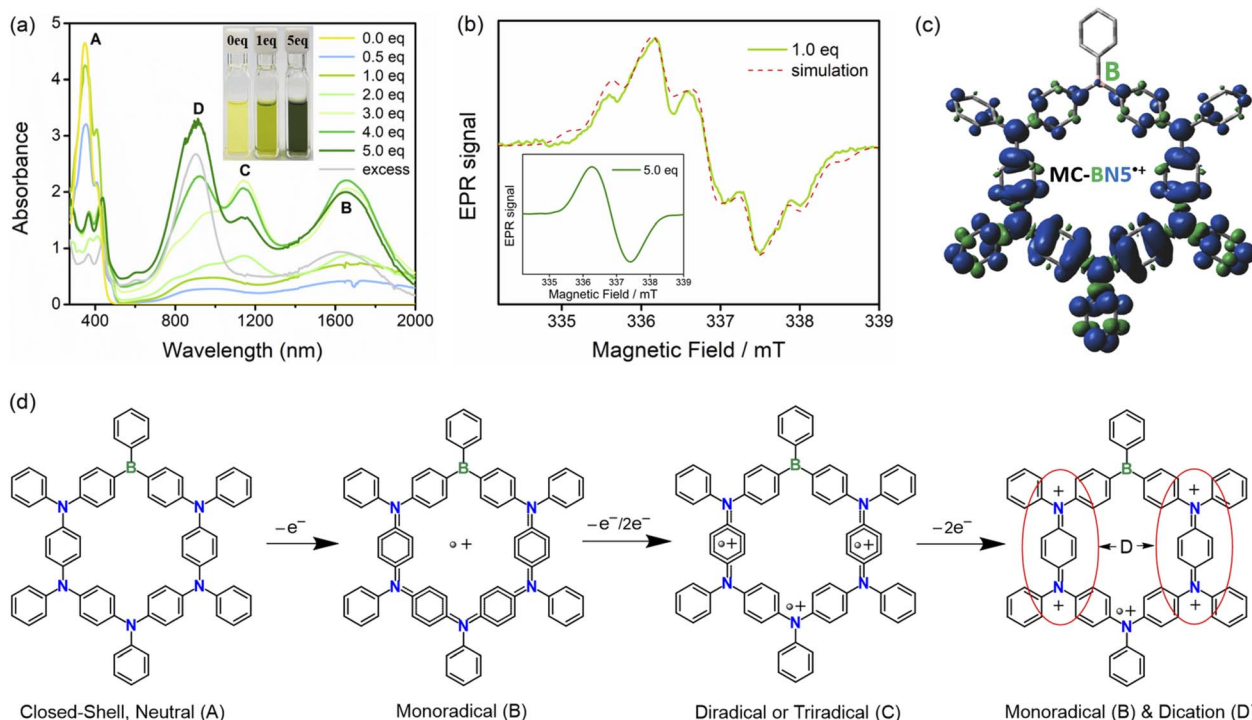 (a)
5
4
3
2
1
0
Absorbance
400
800
1200
1600
2000
Wavelength (nm)
A
D
C
B
0eq
1eq
5eq
0.0 eq
0.5 eq
1.0 eq
2.0 eq
3.0 eq
4.0 eq
5.0 eq
excess
(b)
EPR signal
1.0 eq
simulation
EPR signal
5.0 eq
335
336
337
338
339
Magnetic Field / mT
335
336
337
338
339
Magnetic Field / mT
(c)
B
MC-BN5•+
(d)
B
N
N
N
N
N
−e⁻
B
N
N
•+
N
N
N
−e⁻/2e⁻
B
N
N
•+
•+
N
N
•+
N
−2e⁻
B
+
+
N
N
D
N
N
+
+
•+
N
Closed-Shell, Neutral (A)
Monoradical (B)
Diradical or Triradical (C)
Monoradical (B) & Dication (D)